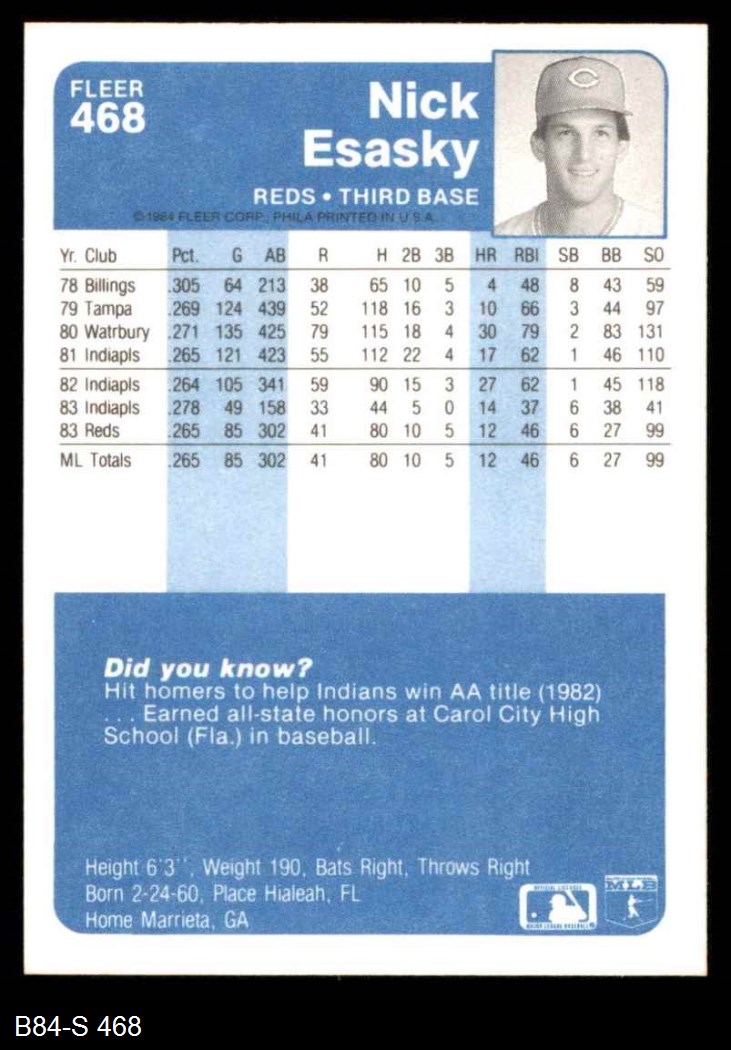 FLEER
468
Nick
Esasky
REDS • THIRD BASE
©1984 FLEER CORP., PHILA PRINTED IN U.S.A.
Yr. Club Pct. G AB R H 2B 3B HR RBI SB BB SO
78 Billings .305 64 213 38 65 10 5 4 48 8 43 59
79 Tampa .269 124 439 52 118 16 3 10 66 3 44 97
80 Watrbury .271 135 425 79 115 18 4 30 79 2 83 131
81 Indiapls .265 121 423 55 112 22 4 17 62 1 46 110
82 Indiapls .264 105 341 59 90 15 3 27 62 1 45 118
83 Indiapls .278 49 158 33 44 5 0 14 37 6 38 41
83 Reds .265 85 302 41 80 10 5 12 46 6 27 99
ML Totals .265 85 302 41 80 10 5 12 46 6 27 99
Did you know?
Hit homers to help Indians win AA title (1982)
. . . Earned all-state honors at Carol City High
School (Fla.) in baseball.
Height 6'3'', Weight 190, Bats Right, Throws Right
Born 2-24-60, Place Hialeah, FL
Home Marrieta, GA
MLB
MAJOR LEAGUE BASEBALL
B84-S 468